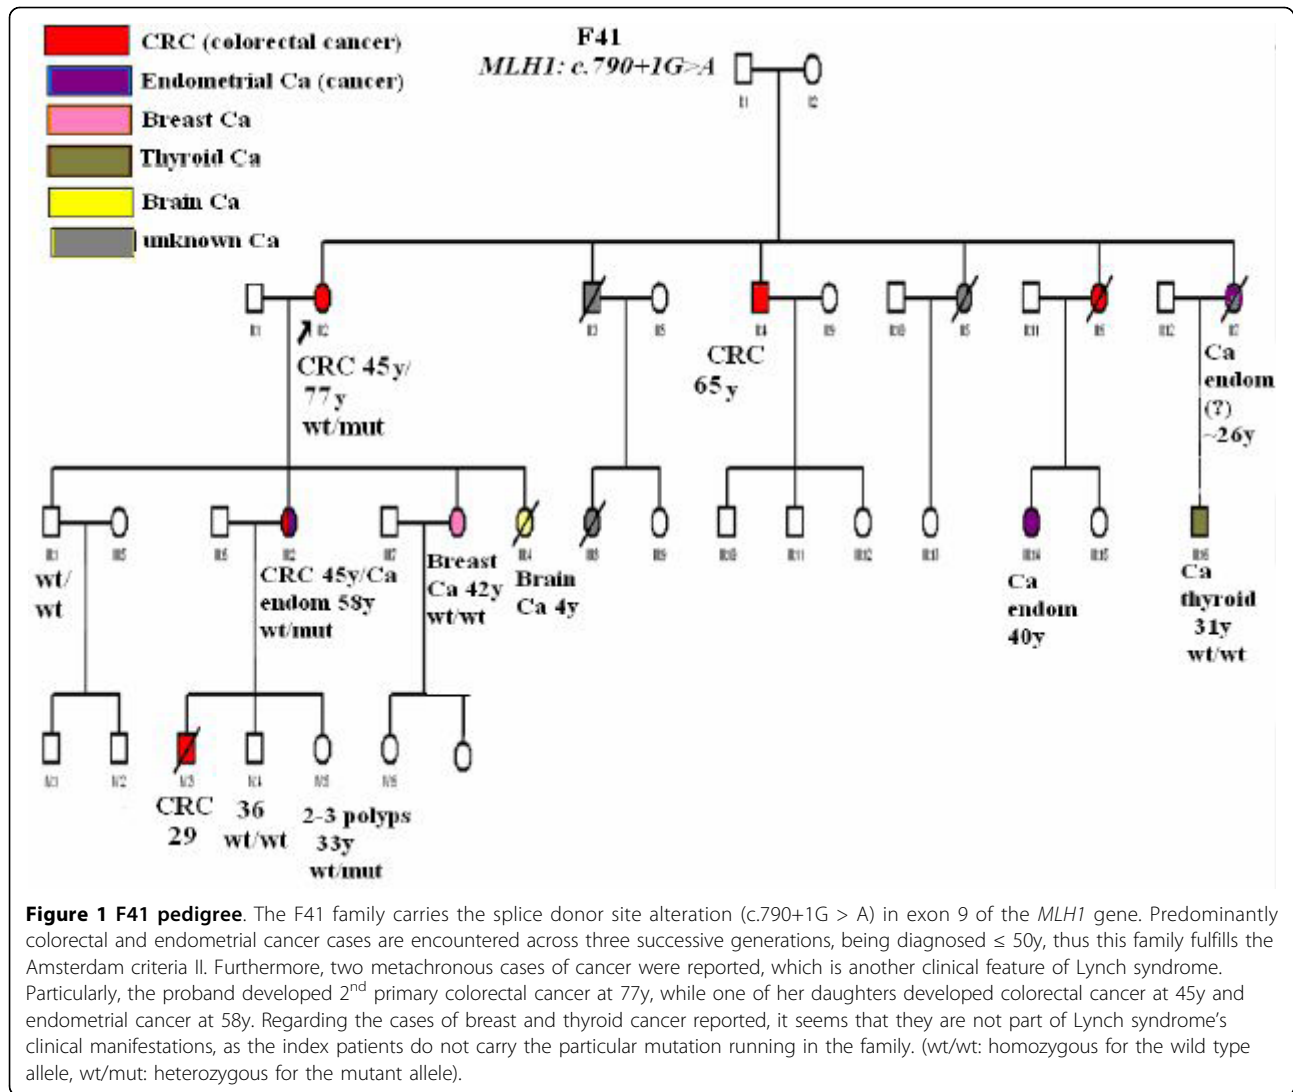 CRC (colorectal cancer)
Endometrial Ca (cancer)
Breast Ca
Thyroid Ca
Brain Ca
unknown Ca
F41
MLH1: c.790+1G>A
CRC 45y/
77y
wt/mut
CRC
65y
Ca
endom
(?)
~26y
wt/
wt
CRC 45y/Ca
endom 58y
wt/mut
Breast
Ca 42y
wt/wt
Brain
Ca 4y
Ca
endom
40y
Ca
thyroid
31y
wt/wt
CRC
29
36
wt/wt
2-3 polyps
33y
wt/mut
Figure 1 F41 pedigree. The F41 family carries the splice donor site alteration (c.790+1G > A) in exon 9 of the MLH1 gene. Predominantly
colorectal and endometrial cancer cases are encountered across three successive generations, being diagnosed ≤ 50y, thus this family fulfills the
Amsterdam criteria II. Furthermore, two metachronous cases of cancer were reported, which is another clinical feature of Lynch syndrome.
Particularly, the proband developed 2nd primary colorectal cancer at 77y, while one of her daughters developed colorectal cancer at 45y and
endometrial cancer at 58y. Regarding the cases of breast and thyroid cancer reported, it seems that they are not part of Lynch syndrome's
clinical manifestations, as the index patients do not carry the particular mutation running in the family. (wt/wt: homozygous for the wild type
allele, wt/mut: heterozygous for the mutant allele).